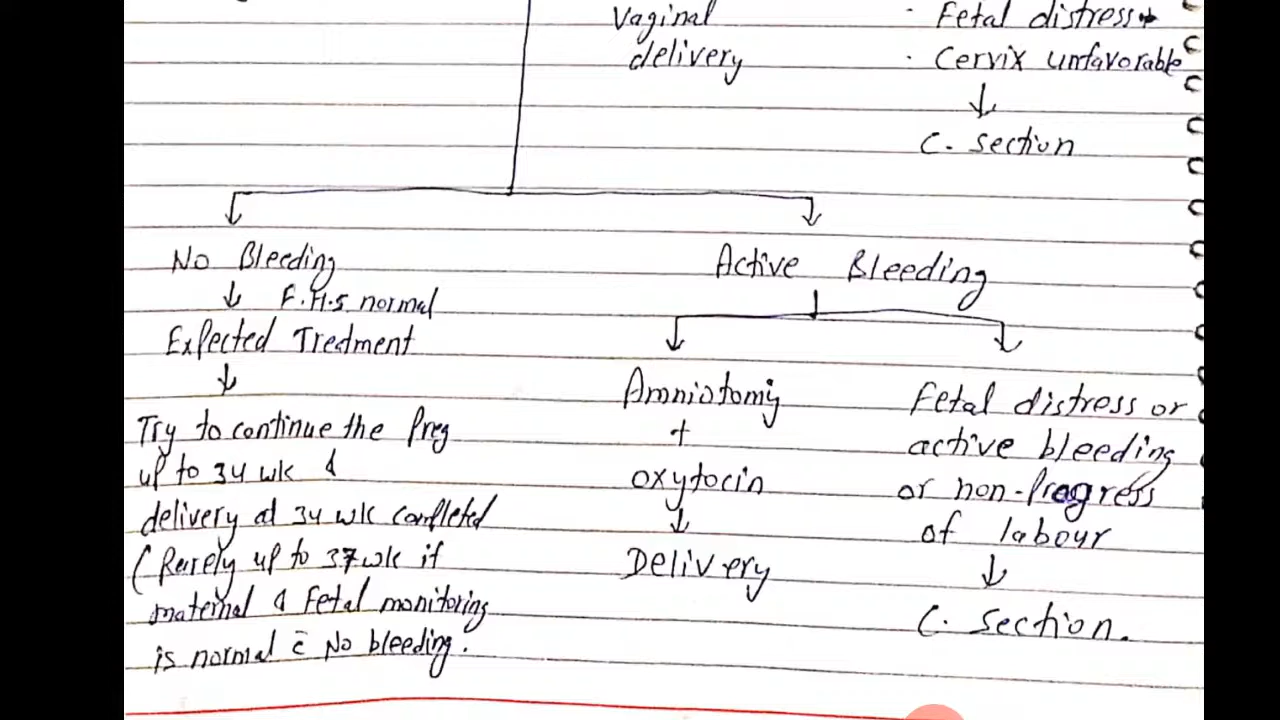 Vaginal
delivery
· Fetal distress
· Cervix unfavorable
↓
C. Section
No Bleeding
↓ F.H.S normal
Expected Treatment
↓
Try to continue the Preg
up to 34 wk &
delivery at 34 wk completed
(Rarely up to 37 wk if
maternal & Fetal monitoring
is normal c̄ No bleeding.
Active Bleeding
Amniotomy
+
oxytocin
↓
Delivery
Fetal distress or
active bleeding
or non-Progress
of labour
↓
C. Section.